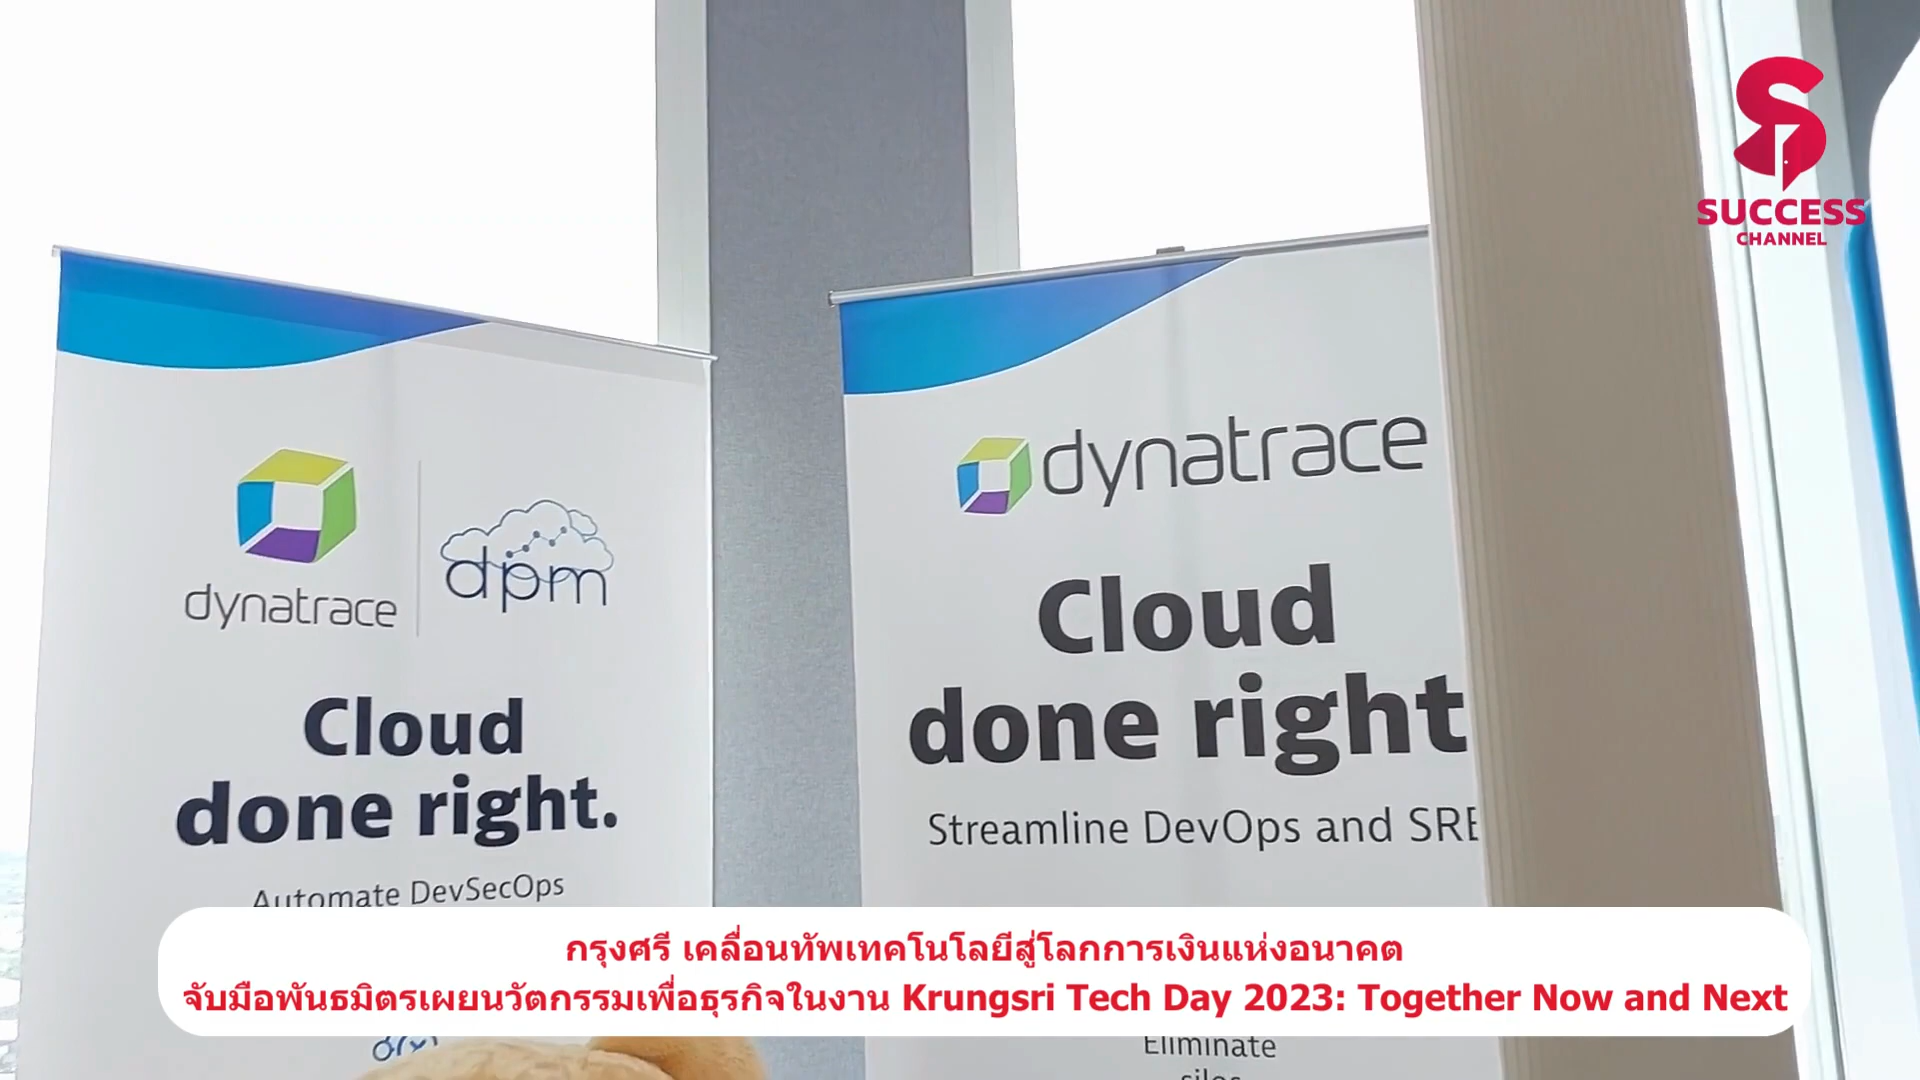 SUCCESS
CHANNEL
dynatrace
dpm
Cloud
done right.
Automate DevSecOps
dynatrace
Cloud
done right
Streamline DevOps and SRE
กรุงศรี เคลื่อนทัพเทคโนโลยีสู่โลกการเงินแห่งอนาคต
จับมือพันธมิตรเผยนวัตกรรมเพื่อธุรกิจในงาน Krungsri Tech Day 2023: Together Now and Next
Eliminate
silos